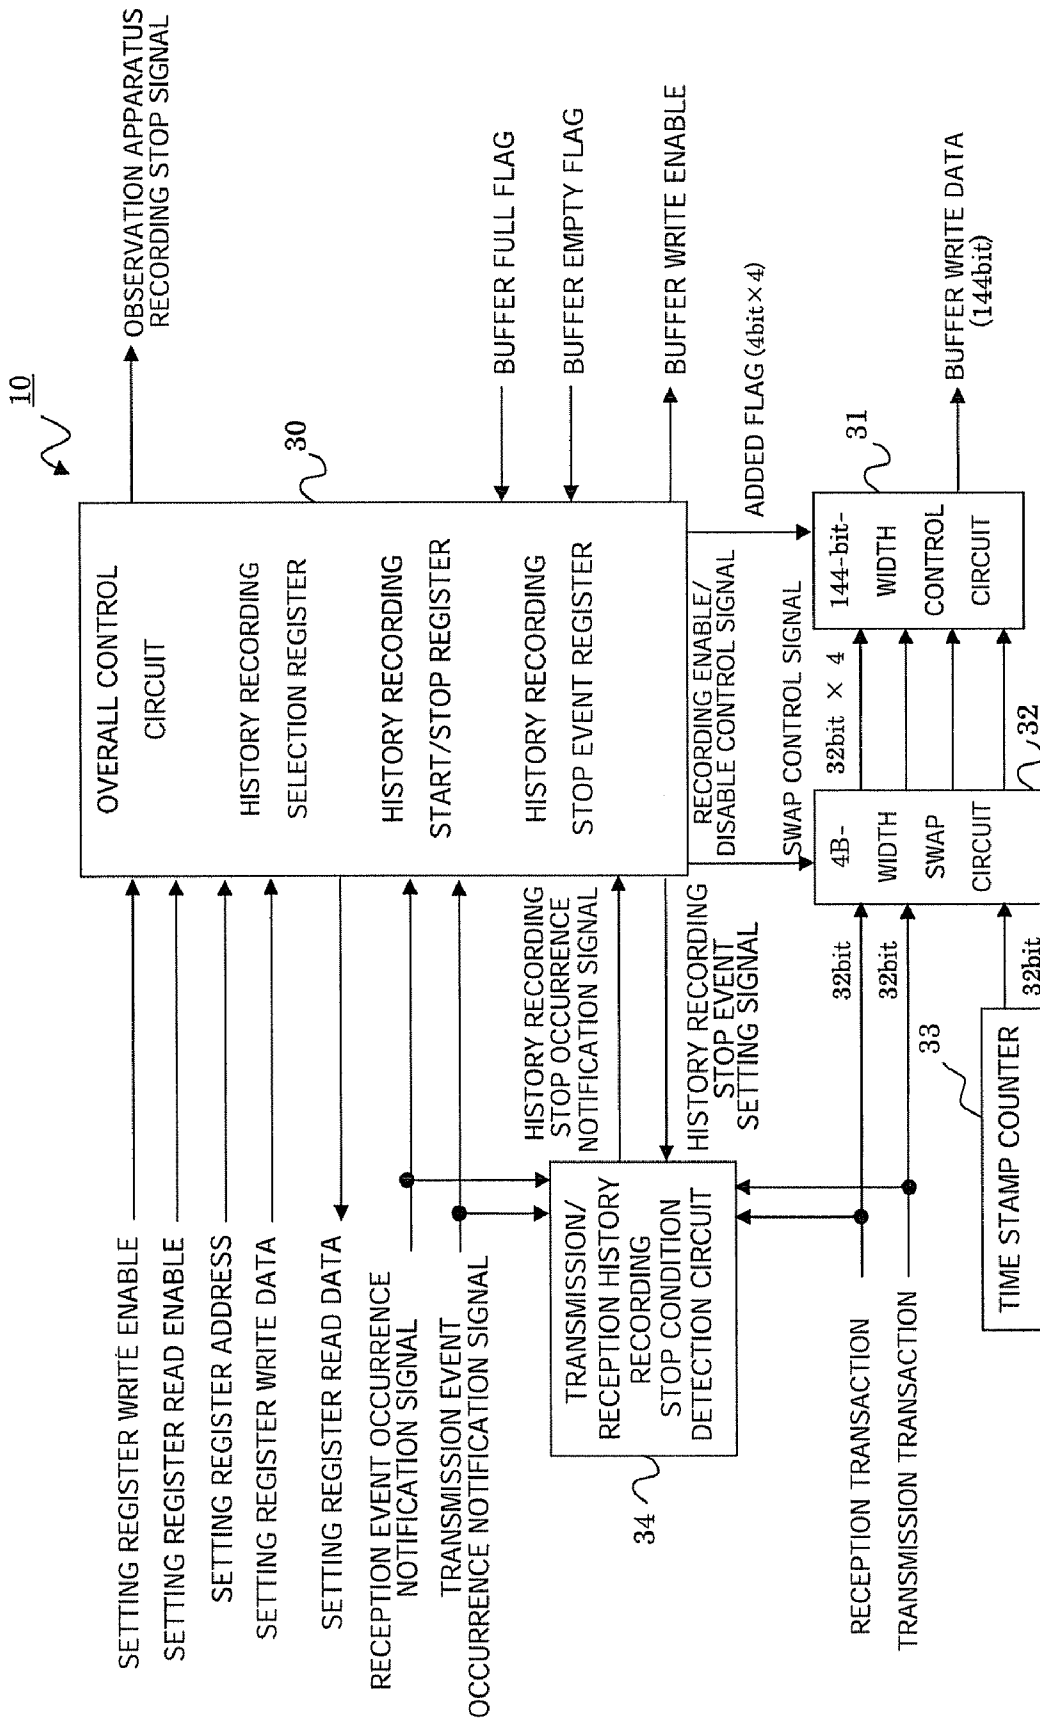 10
OBSERVATION APPARATUS
RECORDING STOP SIGNAL
SETTING REGISTER WRITE ENABLE
SETTING REGISTER READ ENABLE
SETTING REGISTER ADDRESS
SETTING REGISTER WRITE DATA
SETTING REGISTER READ DATA
RECEPTION EVENT OCCURRENCE
NOTIFICATION SIGNAL
TRANSMISSION EVENT
OCCURRENCE NOTIFICATION SIGNAL
30
OVERALL CONTROL
CIRCUIT
HISTORY RECORDING
SELECTION REGISTER
HISTORY RECORDING
START/STOP REGISTER
HISTORY RECORDING
STOP EVENT REGISTER
BUFFER FULL FLAG
BUFFER EMPTY FLAG
BUFFER WRITE ENABLE
HISTORY RECORDING
STOP OCCURRENCE
NOTIFICATION SIGNAL
HISTORY RECORDING
STOP EVENT
SETTING SIGNAL
34
TRANSMISSION/
RECEPTION HISTORY
RECORDING
STOP CONDITION
DETECTION CIRCUIT
RECORDING ENABLE/
DISABLE CONTROL SIGNAL
SWAP CONTROL SIGNAL
ADDED FLAG (4bit×4)
RECEPTION TRANSACTION
TRANSMISSION TRANSACTION
32bit
32bit
32bit
33
TIME STAMP COUNTER
4B-
WIDTH
SWAP
CIRCUIT
32
32bit × 4
31
144-bit-
WIDTH
CONTROL
CIRCUIT
BUFFER WRITE DATA
(144bit)